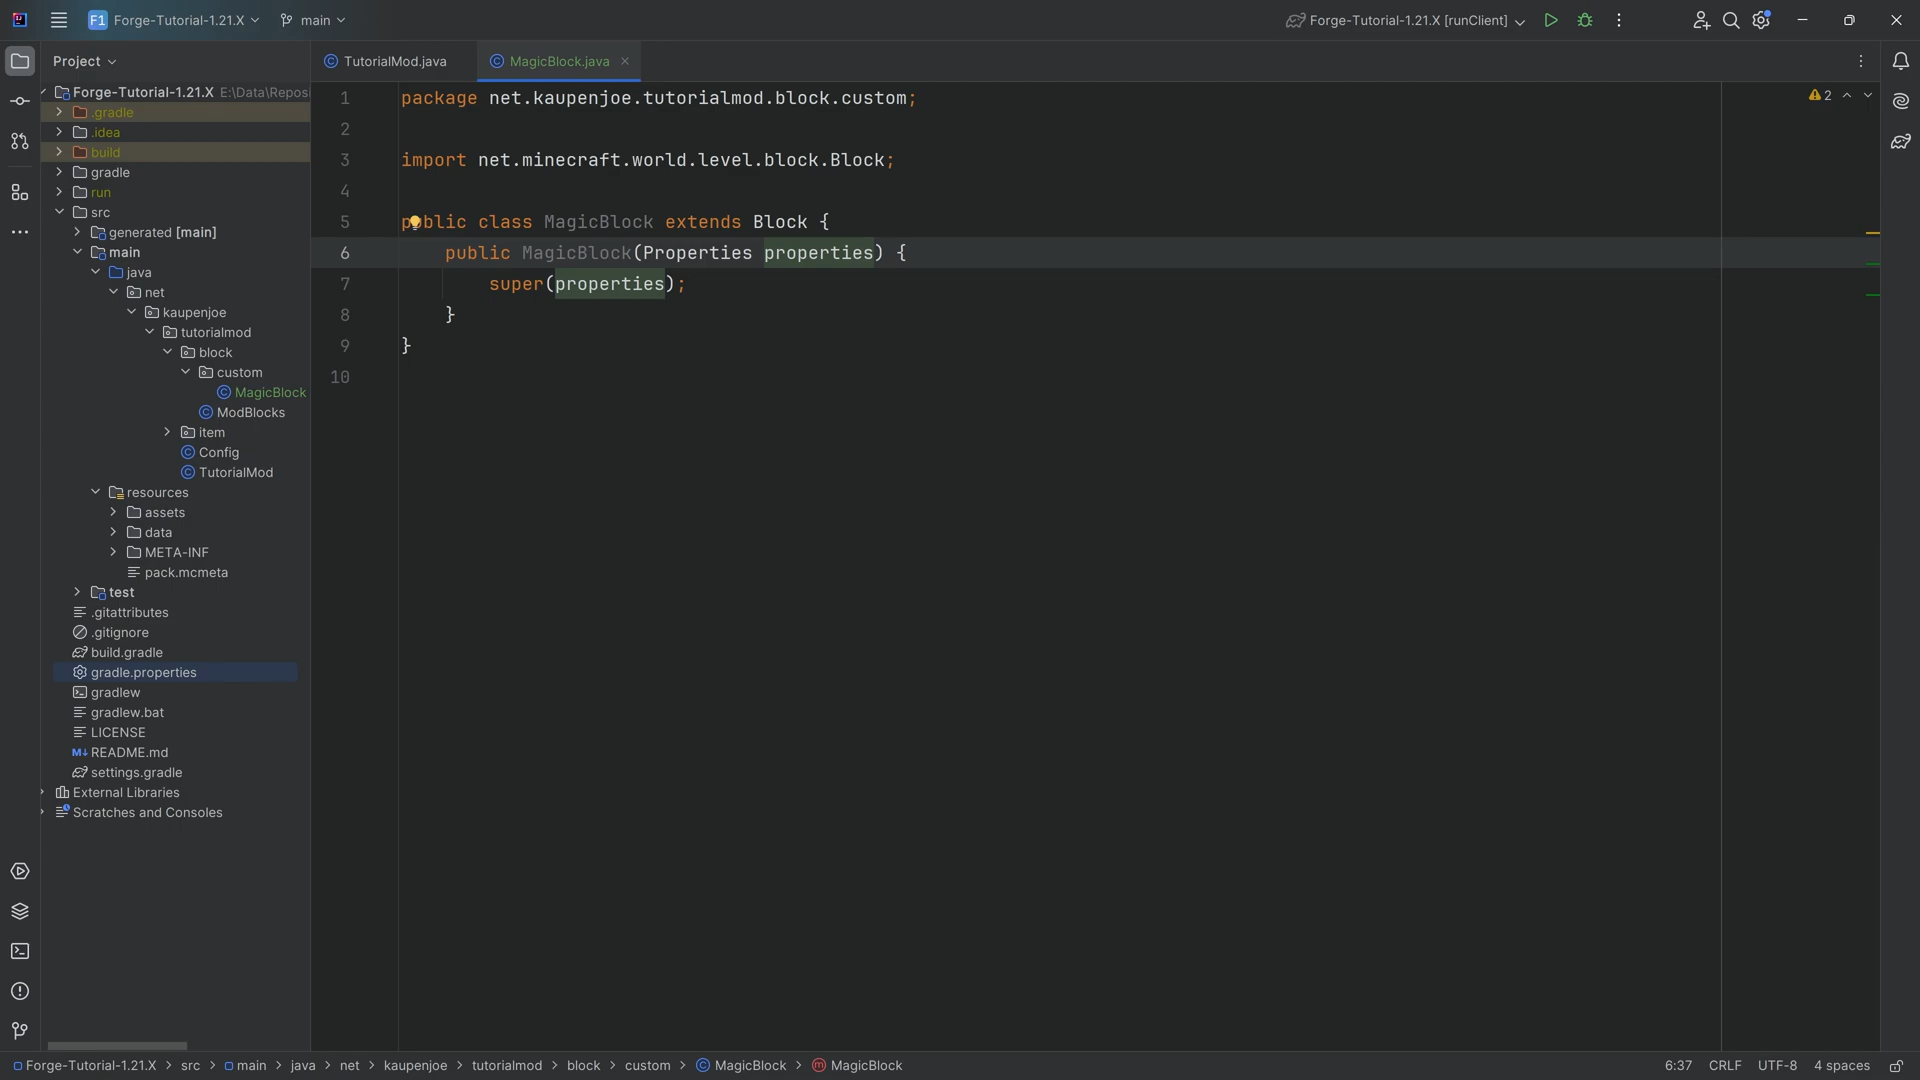 F1 Forge-Tutorial-1.21.X main Forge-Tutorial-1.21.X [runClient]
Project TutorialMod.java MagicBlock.java
Forge-Tutorial-1.21.X E:\Data\Reposi
.gradle
.idea
build
gradle
run
src
generated [main]
main
java
net
kaupenjoe
tutorialmod
block
custom
MagicBlock
ModBlocks
item
Config
TutorialMod
resources
assets
data
META-INF
pack.mcmeta
test
.gitattributes
.gitignore
build.gradle
gradle.properties
gradlew
gradlew.bat
LICENSE
M↓ README.md
settings.gradle
External Libraries
Scratches and Consoles
1 package net.kaupenjoe.tutorialmod.block.custom;
2
3 import net.minecraft.world.level.block.Block;
4
5 public class MagicBlock extends Block {
6 public MagicBlock(Properties properties) {
7 super(properties);
8 }
9 }
10
2
Forge-Tutorial-1.21.X > src > main > java > net > kaupenjoe > tutorialmod > block > custom > MagicBlock > MagicBlock 6:37 CRLF UTF-8 4 spaces